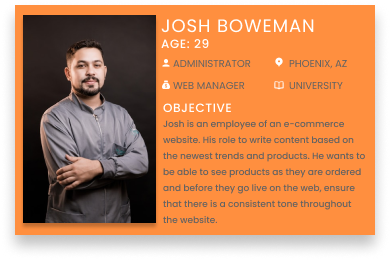 JOSH BOWEMAN
AGE: 29
ADMINISTRATOR
PHOENIX, AZ
WEB MANAGER
UNIVERSITY
OBJECTIVE
Josh is an employee of an e-commerce
website. His role to write content based on
the newest trends and products. He wants to
be able to see products as they are ordered
and before they go live on the web, ensure
that there is a consistent tone throughout
the website.